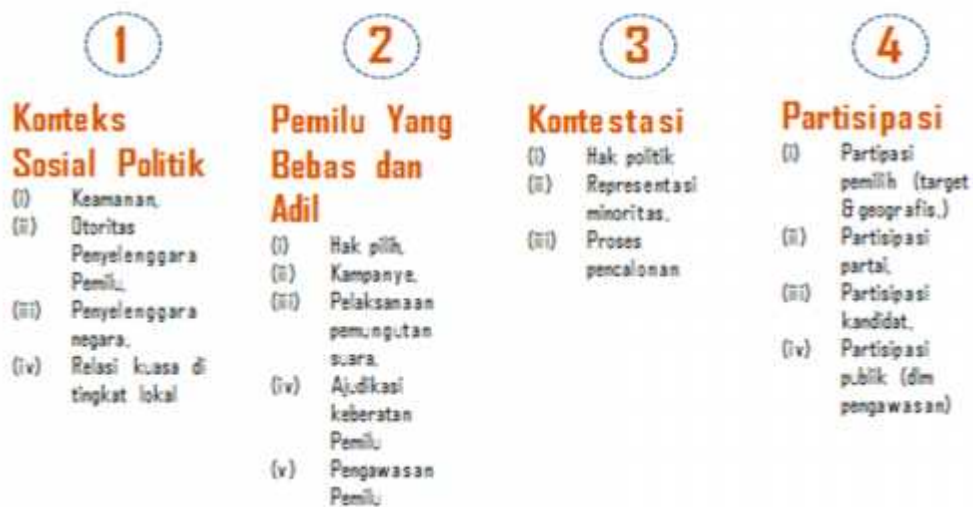 1
Konteks
Sosial Politik
(i) Keamanan,
(ii) Otoritas
Penyelenggara
Pemilu,
(iii) Penyelenggara
negara,
(iv) Relasi kuasa di
tingkat lokal
2
Pemilu Yang
Bebas dan
Adil
(i) Hak pilih,
(ii) Kampanye,
(iii) Pelaksanaan
pemungutan
suara,
(iv) Ajudikasi
keberatan
Pemilu
(v) Pengawasan
Pemilu
3
Kontestasi
(i) Hak politik
(ii) Representasi
minoritas,
(iii) Proses
pencalonan
4
Partisipasi
(i) Partipasi
pemilih (target
& geografis,)
(ii) Partisipasi
partai,
(iii) Partisipasi
kandidat,
(iv) Partisipasi
publik (dlm
pengawasan)